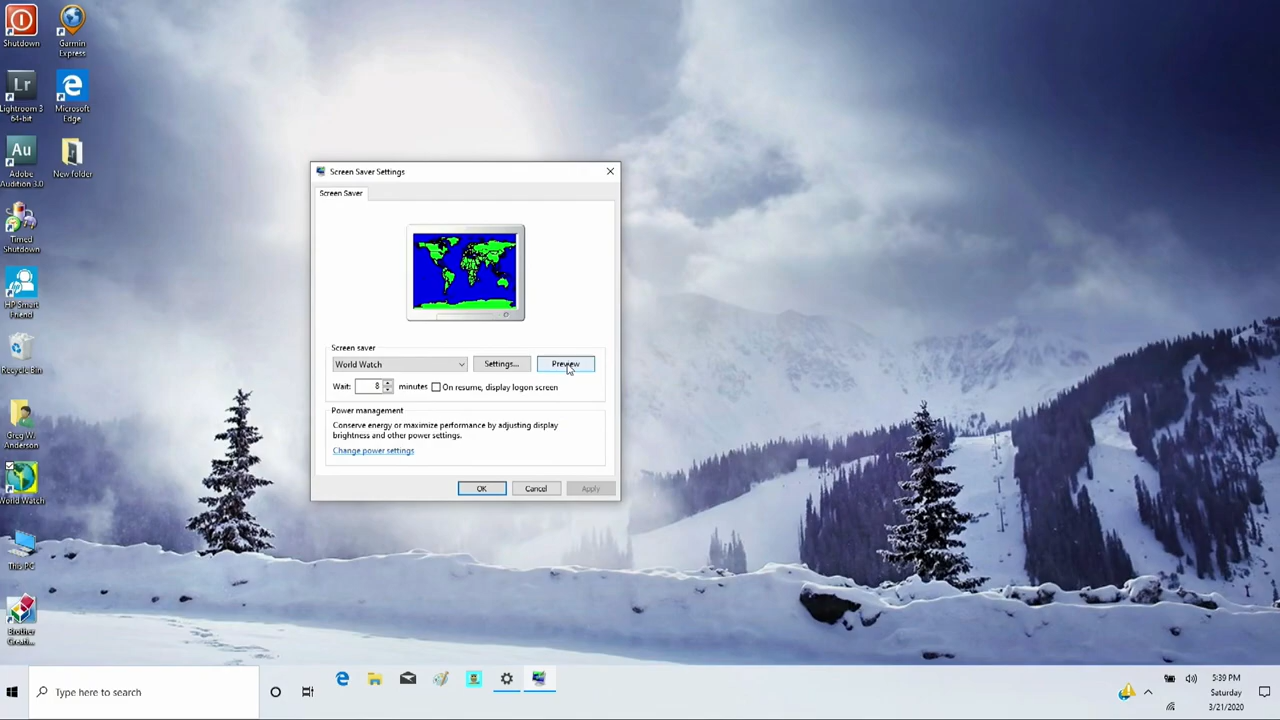 Shutdown
Garmin
Express
Lr
Lightroom 3
64-bit
Microsoft
Edge
Au
Adobe
Audition 3.0
New folder
Timed
Shutdown
HP Smart
Friend
Recycle Bin
Greg W.
Anderson
World Watch
This PC
Brother
Creati...
Screen Saver Settings
Screen Saver
Screen saver
World Watch
Settings...
Preview
Wait: 8 minutes On resume, display logon screen
Power management
Conserve energy or maximize performance by adjusting display
brightness and other power settings.
Change power settings
OK
Cancel
Apply
Type here to search
5:39 PM
Saturday
3/21/2020